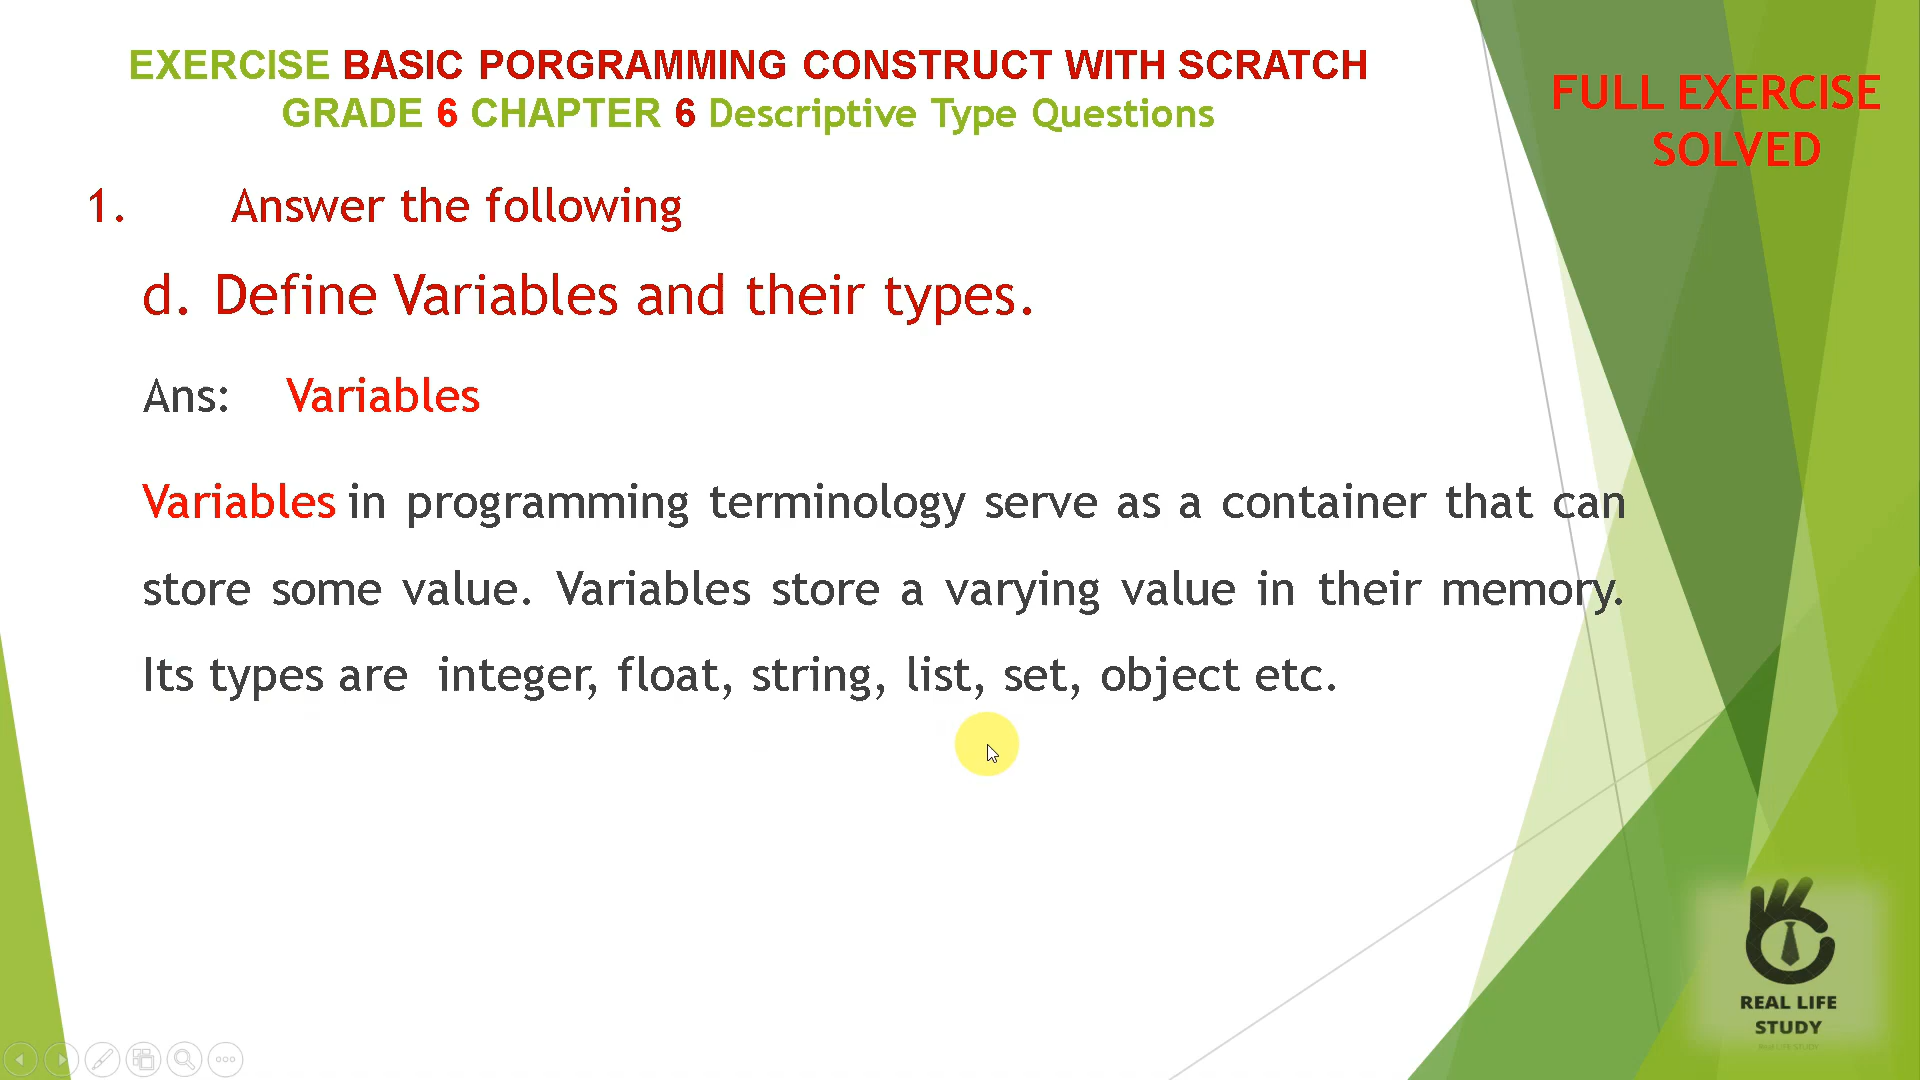 EXERCISE BASIC PORGRAMMING CONSTRUCT WITH SCRATCH
GRADE 6 CHAPTER 6 Descriptive Type Questions
FULL EXERCISE
SOLVED
1. Answer the following
d. Define Variables and their types.
Ans: Variables
Variables in programming terminology serve as a container that can
store some value. Variables store a varying value in their memory.
Its types are integer, float, string, list, set, object etc.
REAL LIFE
STUDY